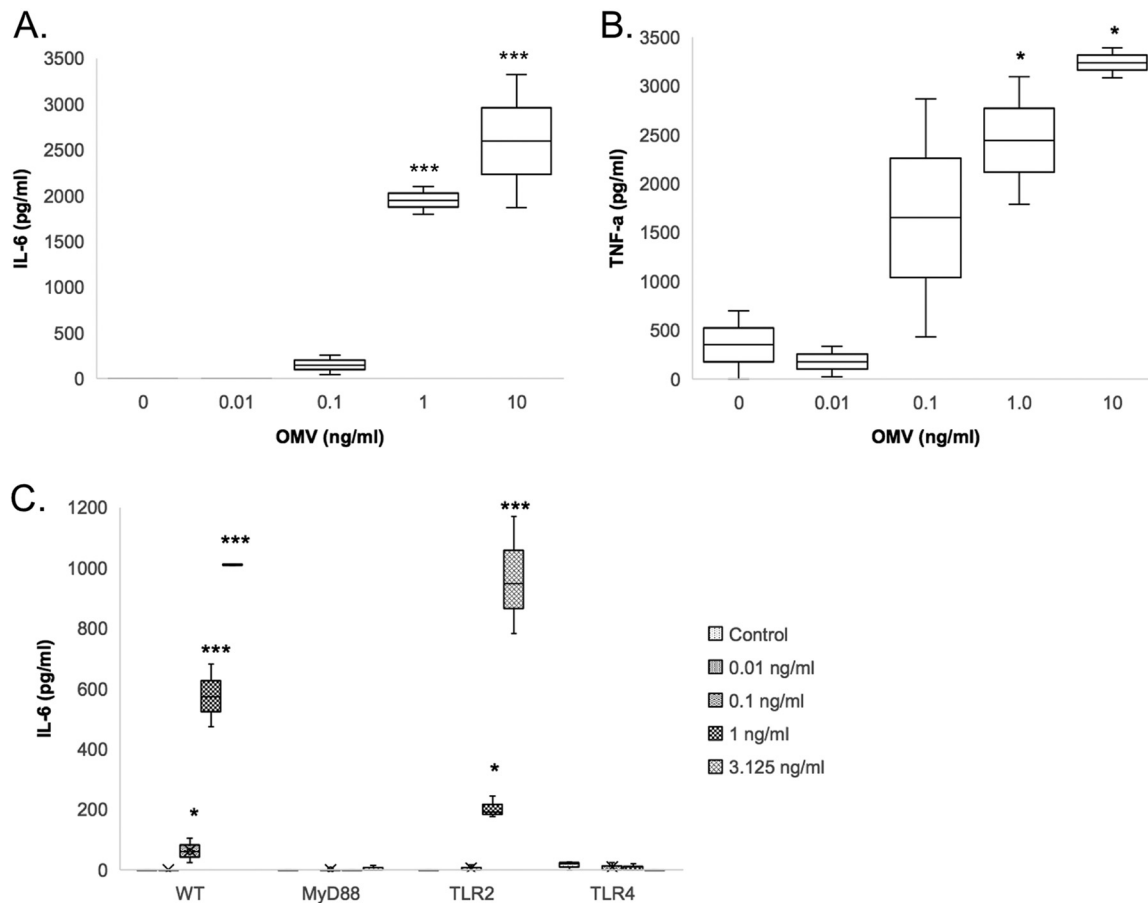 A.
3500
3000
2500
2000
1500
1000
500
0
IL-6 (pg/ml)
***
***
0 0.01 0.1 1 10
OMV (ng/ml)
B.
3500
3000
2500
2000
1500
1000
500
0
TNF-a (pg/ml)
*
*
0 0.01 0.1 1.0 10
OMV (ng/ml)
C.
1200
1000
800
600
400
200
0
IL-6 (pg/ml)
***
***
***
*
*
WT MyD88 TLR2 TLR4
Control
0.01 ng/ml
0.1 ng/ml
1 ng/ml
3.125 ng/ml